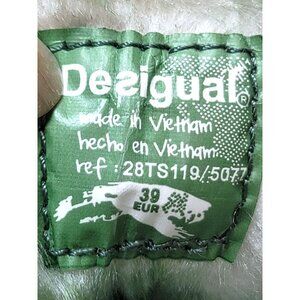 Desigual®
made in Vietnam
hecho en Vietnam
ref : 28TS119/5077
39
EUR